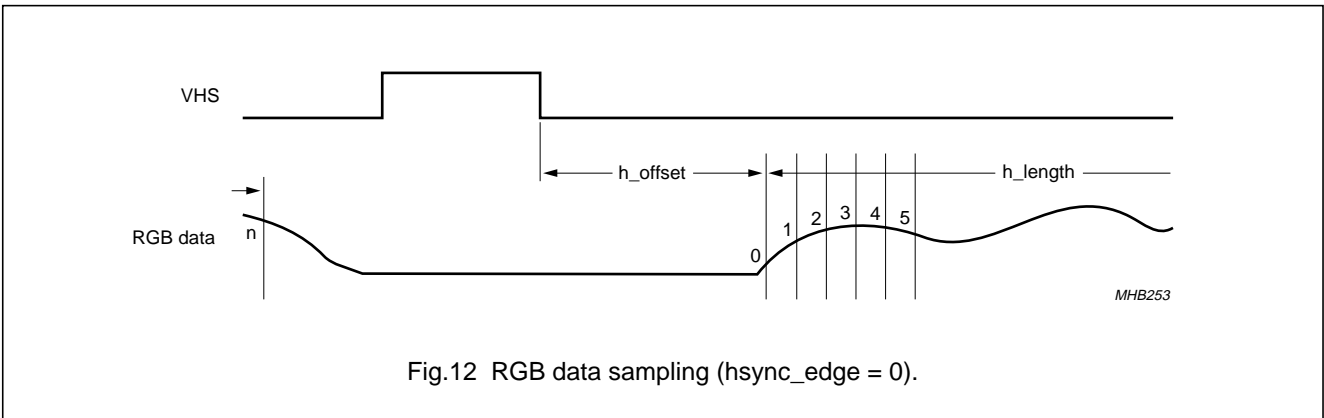 VHS
h_offset
h_length
RGB data
n
0
1
2
3
4
5
MHB253
Fig.12 RGB data sampling (hsync_edge = 0).